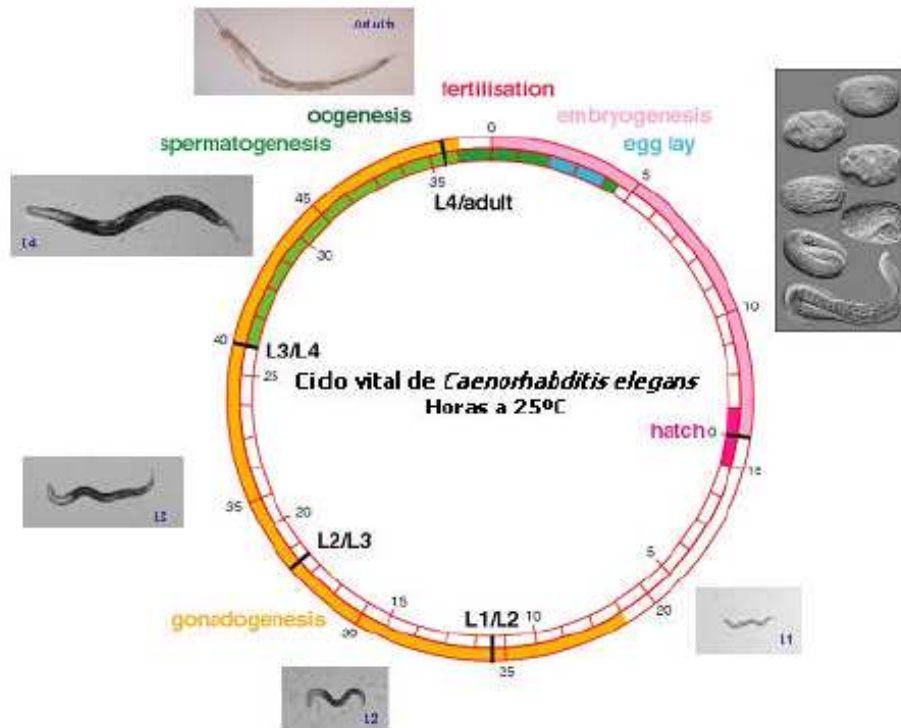 Adulto
fertilisation
oogenesis
embryogenesis
spermatogenesis
egg lay
0
5
35
45
L4/adult
L4
30
10
40
L3/L4
25
Ciclo vital de Caenorhabditis elegans
Horas a 25ºC
hatch
0
15
L3
35
20
L2/L3
5
20
gonadogenesis
15
30
L1/L2
10
25
L1
L2